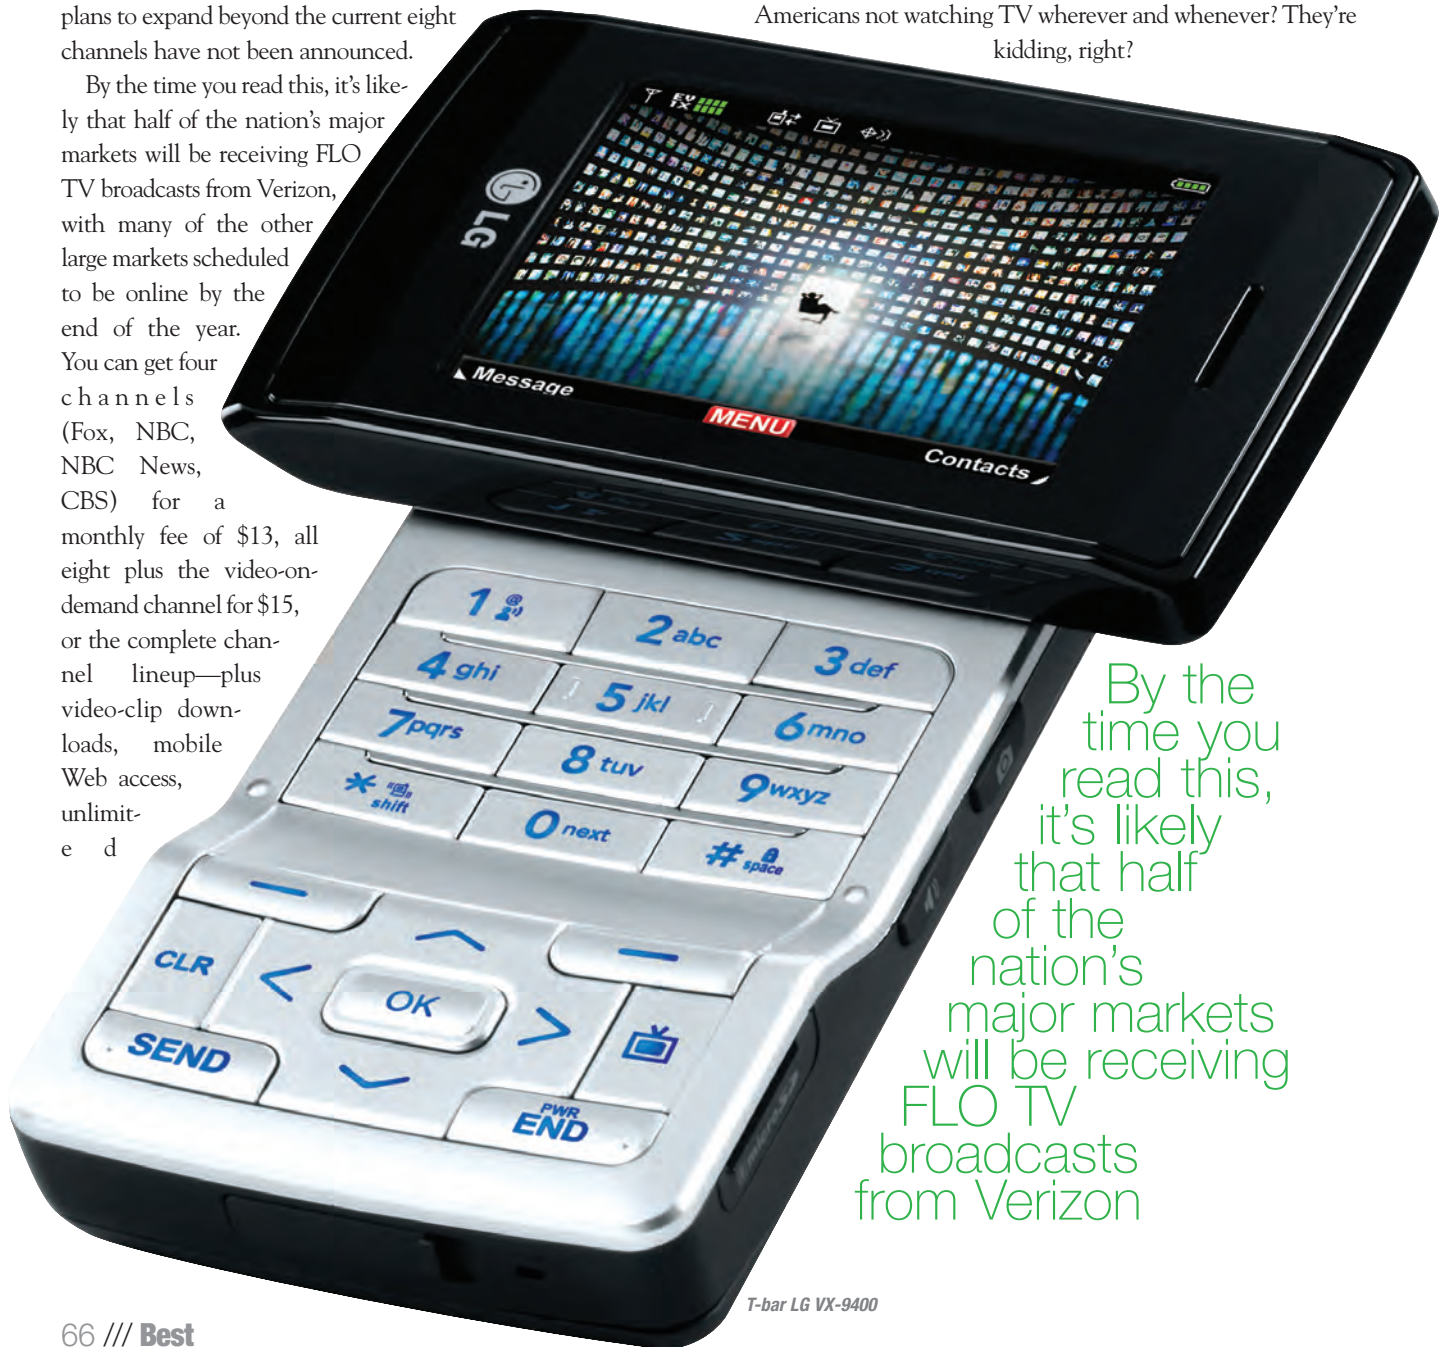 plans to expand beyond the current eight
channels have not been announced.
By the time you read this, it's like-
ly that half of the nation's major
markets will be receiving FLO
TV broadcasts from Verizon,
with many of the other
large markets scheduled
to be online by the
end of the year.
You can get four
channels
(Fox, NBC,
NBC News,
CBS) for a
monthly fee of $13, all
eight plus the video-on-
demand channel for $15,
or the complete chan-
nel lineup—plus
video-clip down-
loads, mobile
Web access,
unlimit-
e d
Americans not watching TV wherever and whenever? They're
kidding, right?
EV
1X
LG
Message
MENU
Contacts
1 @
2 abc
3 def
4 ghi
5 jkl
6 mno
7 pqrs
8 tuv
9 wxyz
* shift
0 next
# space
CLR
OK
SEND
PWR
END
microSD
By the
time you
read this,
it's likely
that half
of the
nation's
major markets
will be receiving
FLO TV
broadcasts
from Verizon
T-bar LG VX-9400
66 /// Best